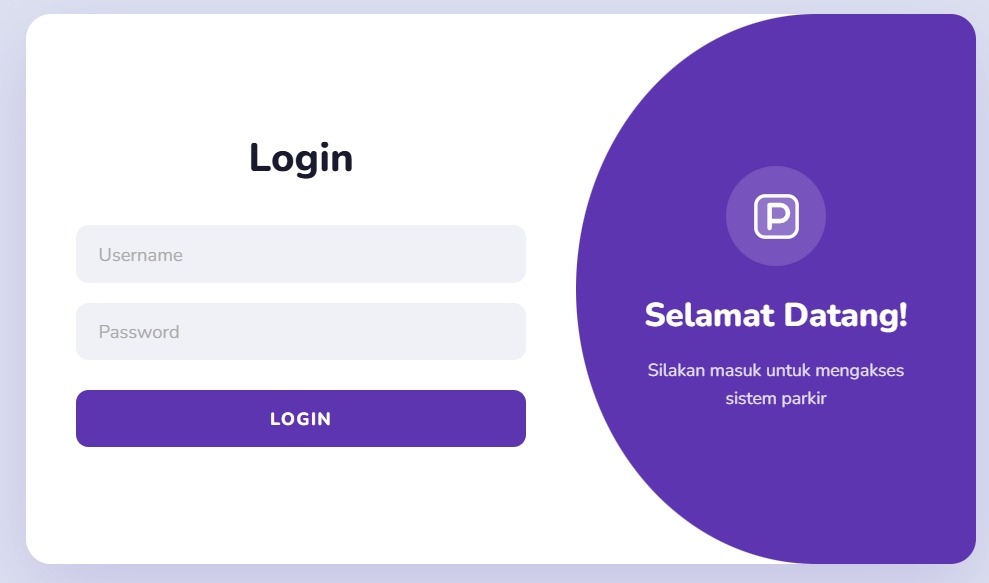 Login
Username
Password
LOGIN
P
Selamat Datang!
Silakan masuk untuk mengakses
sistem parkir